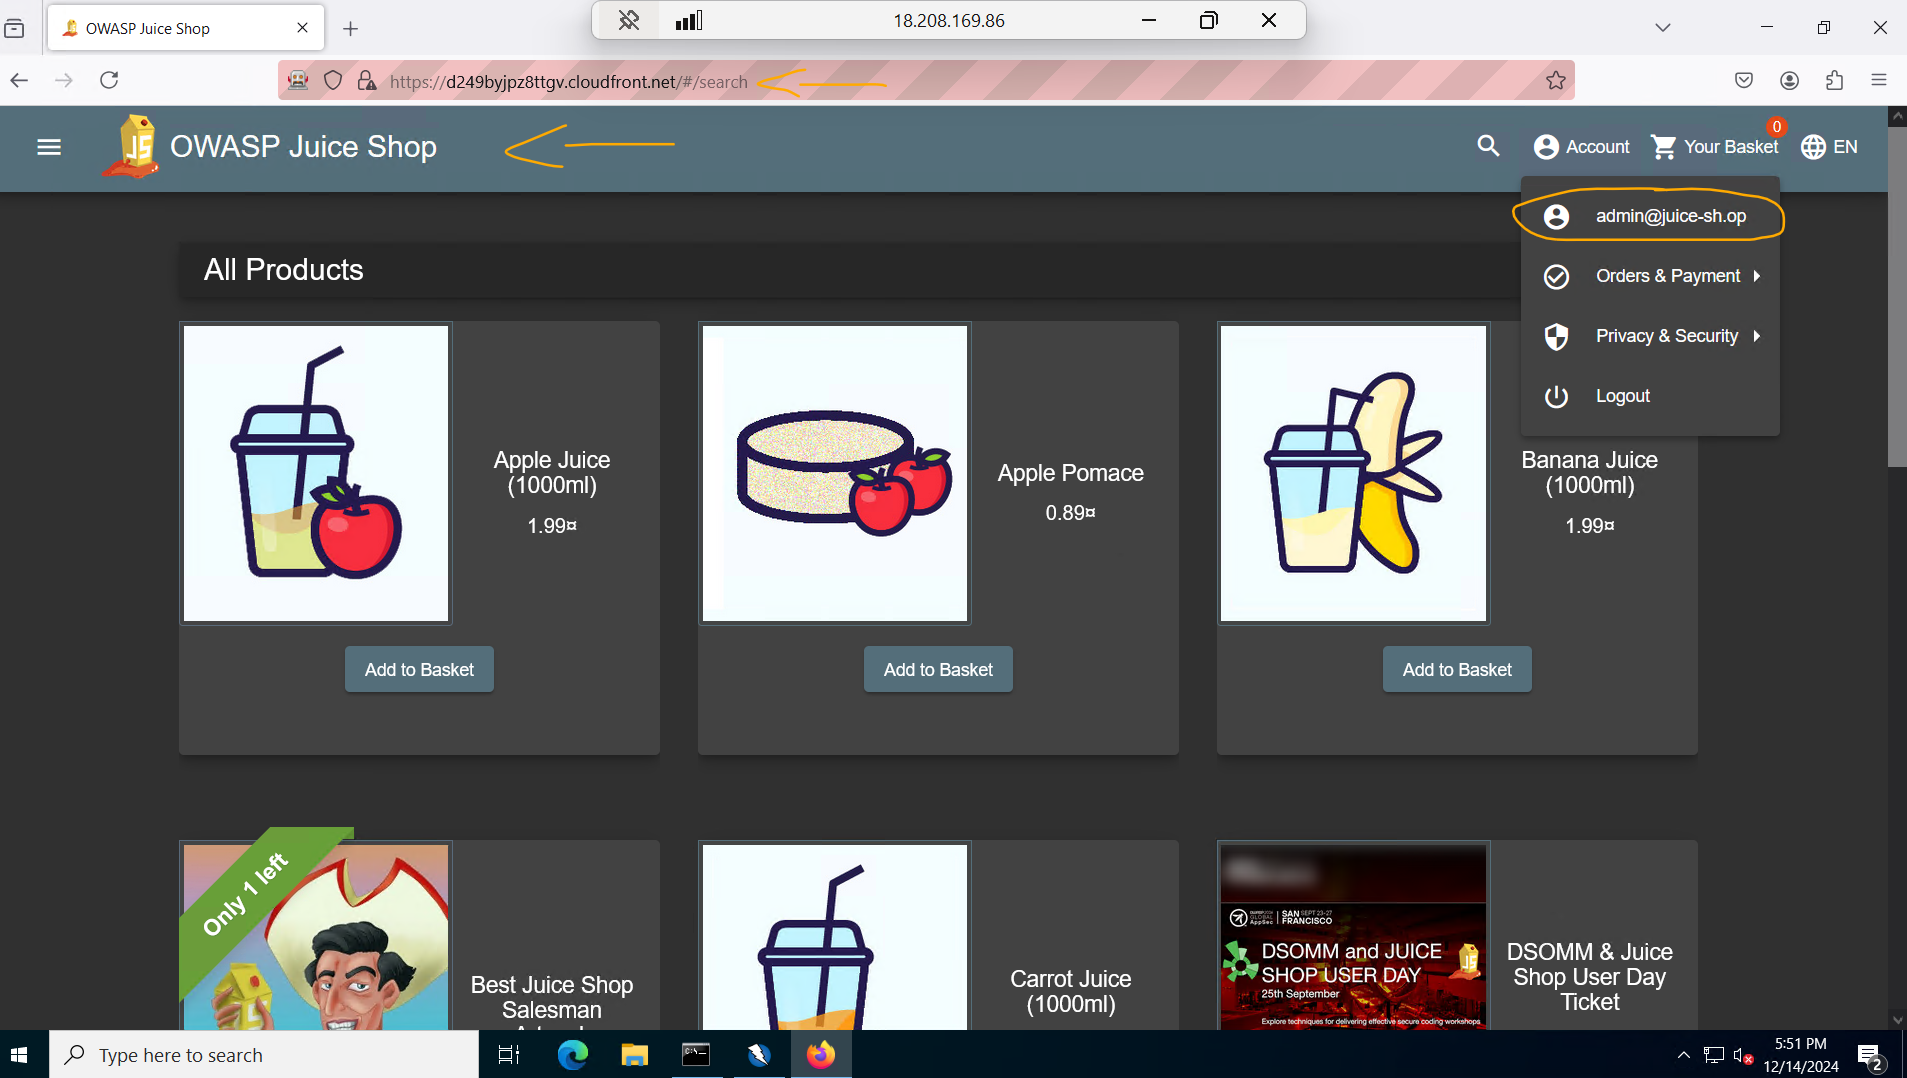 OWASP Juice Shop
18.208.169.86
https://d249byjpz8ttgv.cloudfront.net/#/search
JS
OWASP Juice Shop
Account
0
Your Basket
EN
admin@juice-sh.op
Orders & Payment
Privacy & Security
Logout
All Products
Apple Juice
(1000ml)
1.99¤
Add to Basket
Apple Pomace
0.89¤
Add to Basket
Banana Juice
(1000ml)
1.99¤
Add to Basket
Only 1 left
Best Juice Shop
Salesman
Carrot Juice
(1000ml)
SAN SEPT 23-27
FRANCISCO
DSOMM and JUICE
SHOP USER DAY
25th September
Explore techniques for delivering effective secure coding workshops
DSOMM & Juice
Shop User Day
Ticket
Type here to search
5:51 PM
12/14/2024
2